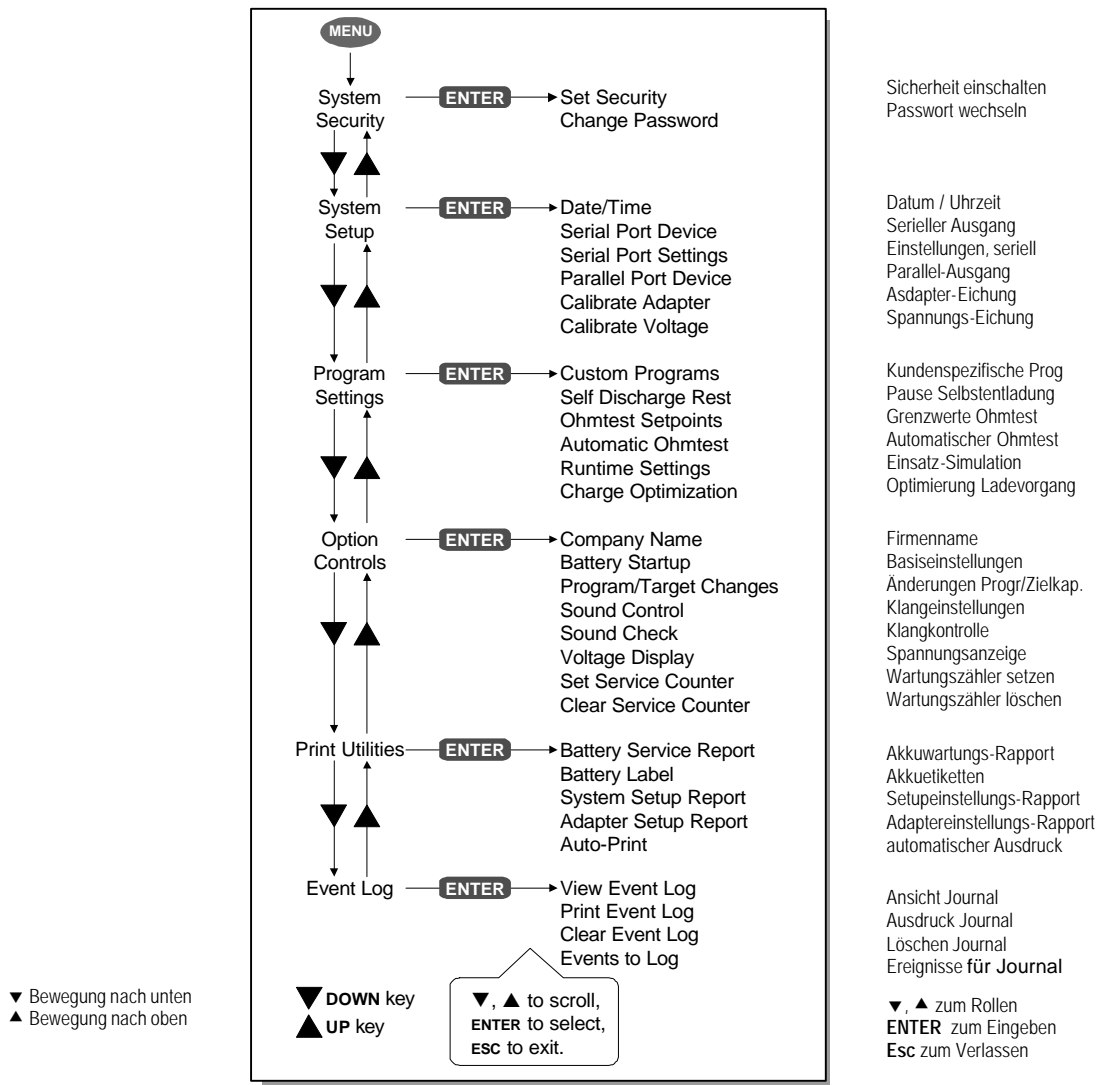 MENU
System Security
ENTER
Set Security
Change Password
Sicherheit einschalten
Passwort wechseln
System Setup
ENTER
Date/Time
Serial Port Device
Serial Port Settings
Parallel Port Device
Calibrate Adapter
Calibrate Voltage
Datum / Uhrzeit
Serieller Ausgang
Einstellungen, seriell
Parallel-Ausgang
Asdapter-Eichung
Spannungs-Eichung
Program Settings
ENTER
Custom Programs
Self Discharge Rest
Ohmtest Setpoints
Automatic Ohmtest
Runtime Settings
Charge Optimization
Kundenspezifische Prog
Pause Selbstentladung
Grenzwerte Ohmtest
Automatischer Ohmtest
Einsatz-Simulation
Optimierung Ladevorgang
Option Controls
ENTER
Company Name
Battery Startup
Program/Target Changes
Sound Control
Sound Check
Voltage Display
Set Service Counter
Clear Service Counter
Firmenname
Basiseinstellungen
Änderungen Progr/Zielkap.
Klangeinstellungen
Klangkontrolle
Spannungsanzeige
Wartungszähler setzen
Wartungszähler löschen
Print Utilities
ENTER
Battery Service Report
Battery Label
System Setup Report
Adapter Setup Report
Auto-Print
Akkuwartungs-Rapport
Akkuetiketten
Setupeinstellungs-Rapport
Adaptereinstellungs-Rapport
automatischer Ausdruck
Event Log
ENTER
View Event Log
Print Event Log
Clear Event Log
Events to Log
Ansicht Journal
Ausdruck Journal
Löschen Journal
Ereignisse für Journal
▼ Bewegung nach unten
▲ Bewegung nach oben
▼ DOWN key
▲ UP key
▼, ▲ to scroll,
ENTER to select,
ESC to exit.
▼, ▲ zum Rollen
ENTER zum Eingeben
Esc zum Verlassen